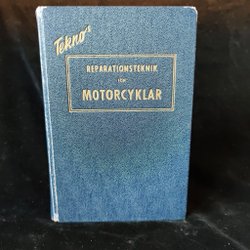 Tekno's
REPARATIONSTEKNIK
FÖR
MOTORCYKLAR